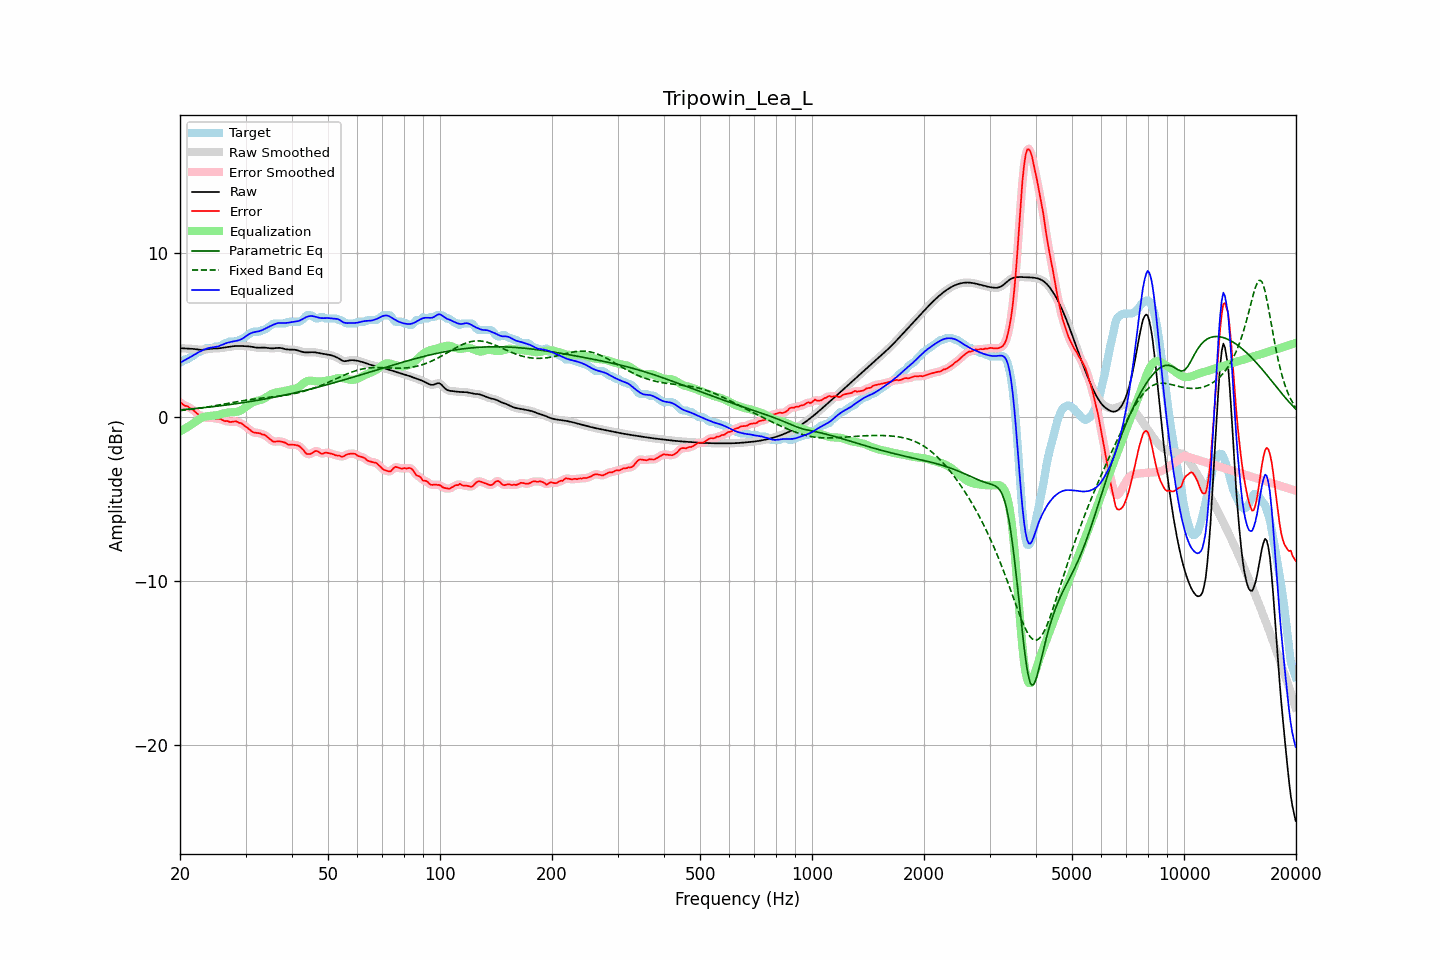 Tripowin_Lea_L
Target
Raw Smoothed
Error Smoothed
Raw
Error
Equalization
Parametric Eq
Fixed Band Eq
Equalized
Amplitude (dBr)
10
0
−10
−20
20 50 100 200 500 1000 2000 5000 10000 20000
Frequency (Hz)